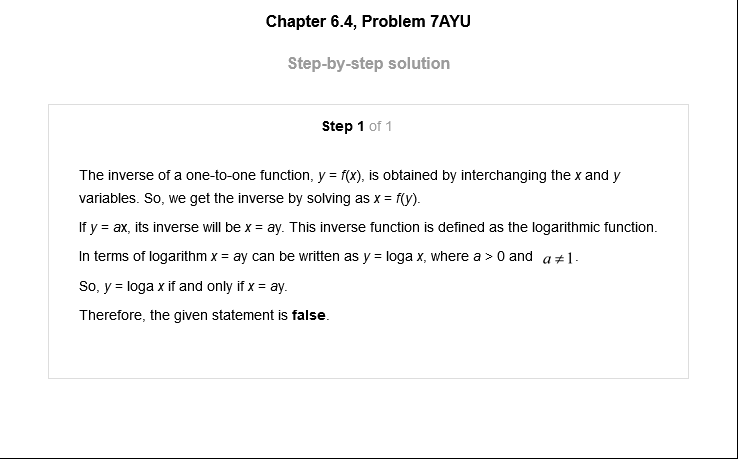 Chapter 6.4, Problem 7AYU
Step-by-step solution
Step 1 of 1
The inverse of a one-to-one function, y = f(x), is obtained by interchanging the x and y
variables. So, we get the inverse by solving as x = f(y).
If y = ax, its inverse will be x = ay. This inverse function is defined as the logarithmic function.
In terms of logarithm x = ay can be written as y = loga x, where a > 0 and a ≠ 1.
So, y = loga x if and only if x = ay.
Therefore, the given statement is false.